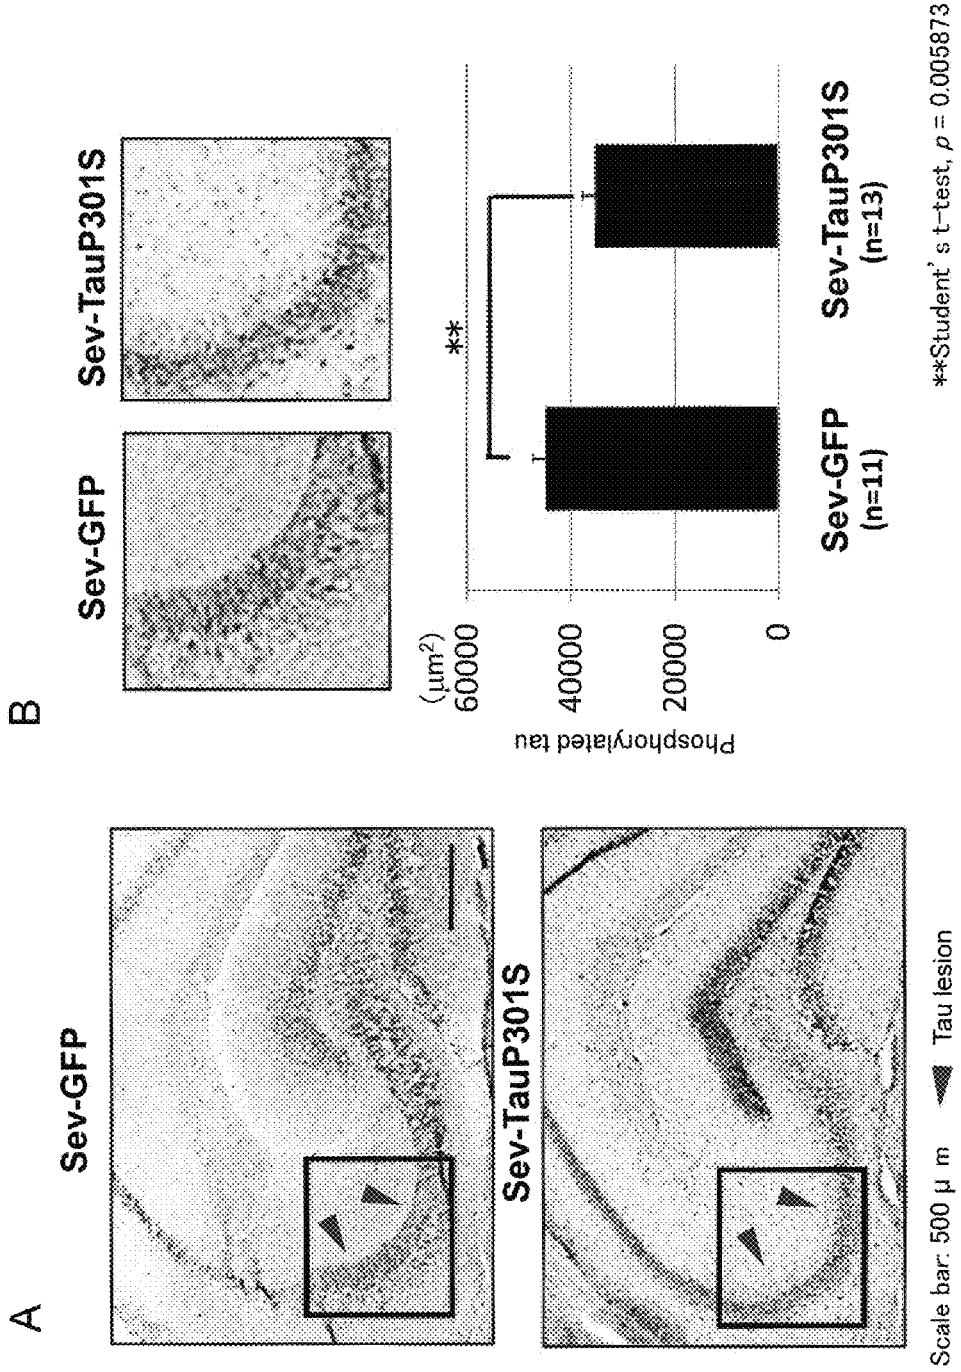 A
Sev-GFP
Sev-TauP301S
Scale bar: 500 μ m Tau lesion
B
Sev-GFP Sev-TauP301S
(μm²)
60000
40000
20000
0
Phosphorylated tau
**
Sev-GFP Sev-TauP301S
(n=11) (n=13)
**Student's t-test, p = 0.005873